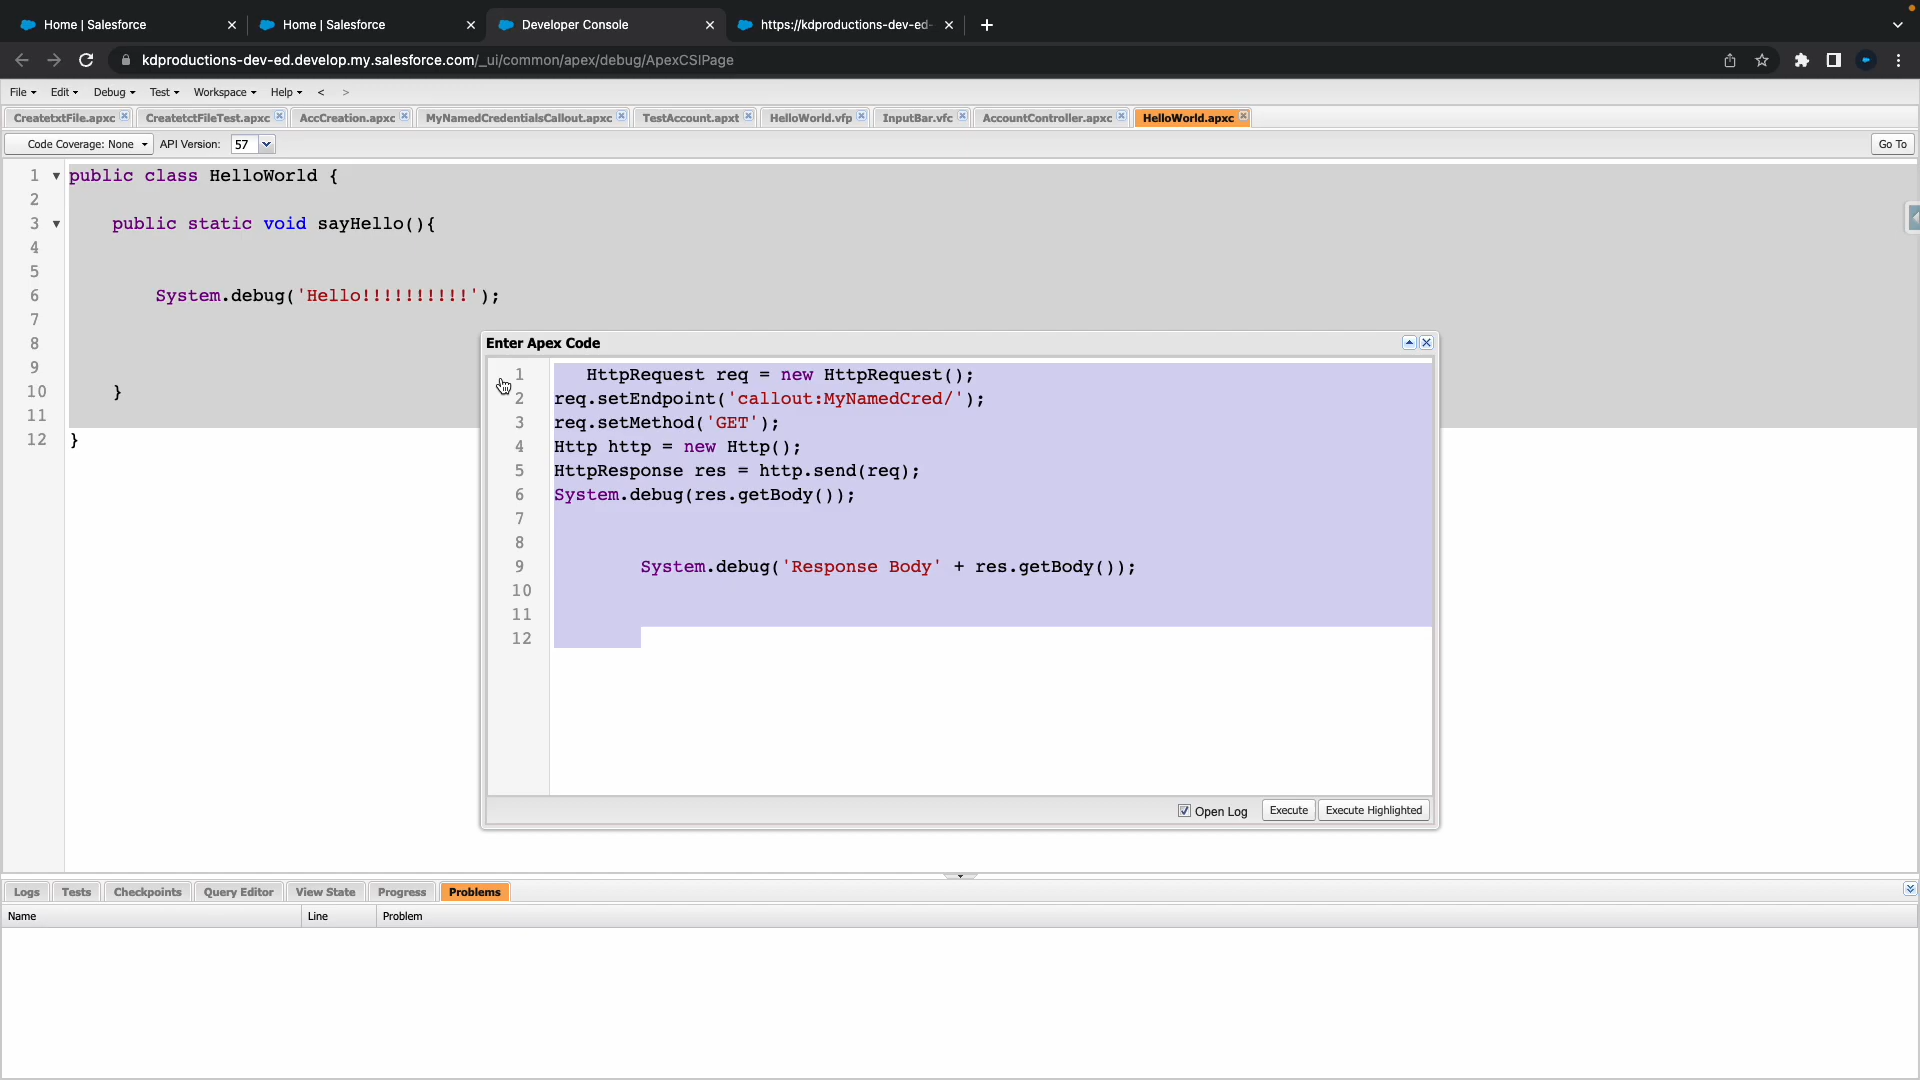 Home | Salesforce
Home | Salesforce
Developer Console
https://kdproductions-dev-ed-
kdproductions-dev-ed.develop.my.salesforce.com/_ui/common/apex/debug/ApexCSIPage
File Edit Debug Test Workspace Help < >
CreatetxtFile.apxc CreatetctFileTest.apxc AccCreation.apxc MyNamedCredentialsCallout.apxc TestAccount.apxt HelloWorld.vfp InputBar.vfc AccountController.apxc HelloWorld.apxc
Code Coverage: None API Version: 57 Go To
1 public class HelloWorld {
2
3 public static void sayHello(){
4
5
6 System.debug('Hello!!!!!!!!!!');
7
8
9
10 }
11
12 }
Enter Apex Code
1 HttpRequest req = new HttpRequest();
2 req.setEndpoint('callout:MyNamedCred/');
3 req.setMethod('GET');
4 Http http = new Http();
5 HttpResponse res = http.send(req);
6 System.debug(res.getBody());
7
8
9 System.debug('Response Body' + res.getBody());
10
11
12
Open Log Execute Execute Highlighted
Logs Tests Checkpoints Query Editor View State Progress Problems
Name Line Problem